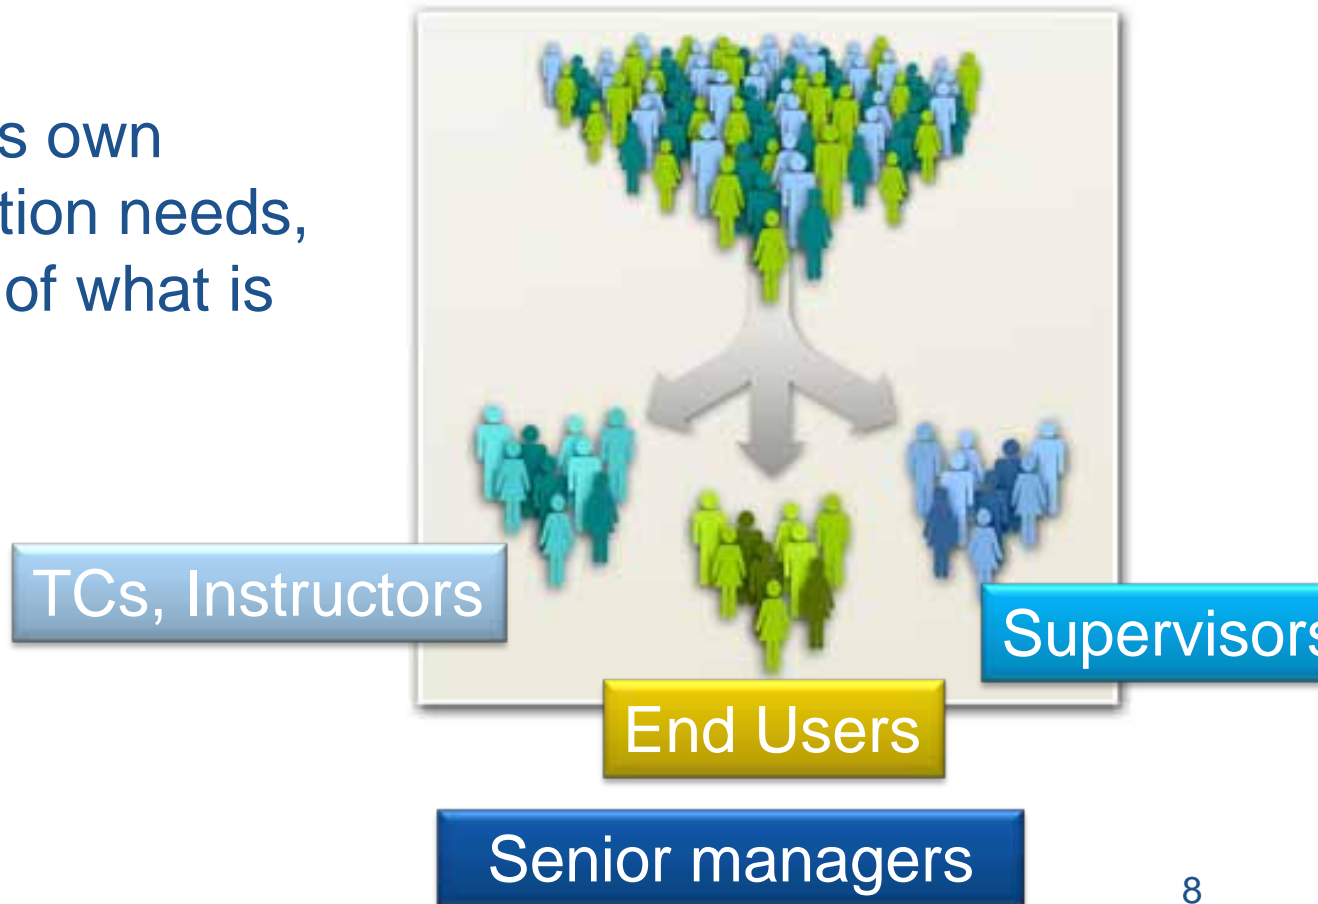 s own
tion needs,
of what is
TCs, Instructors
Supervisors
End Users
Senior managers
8